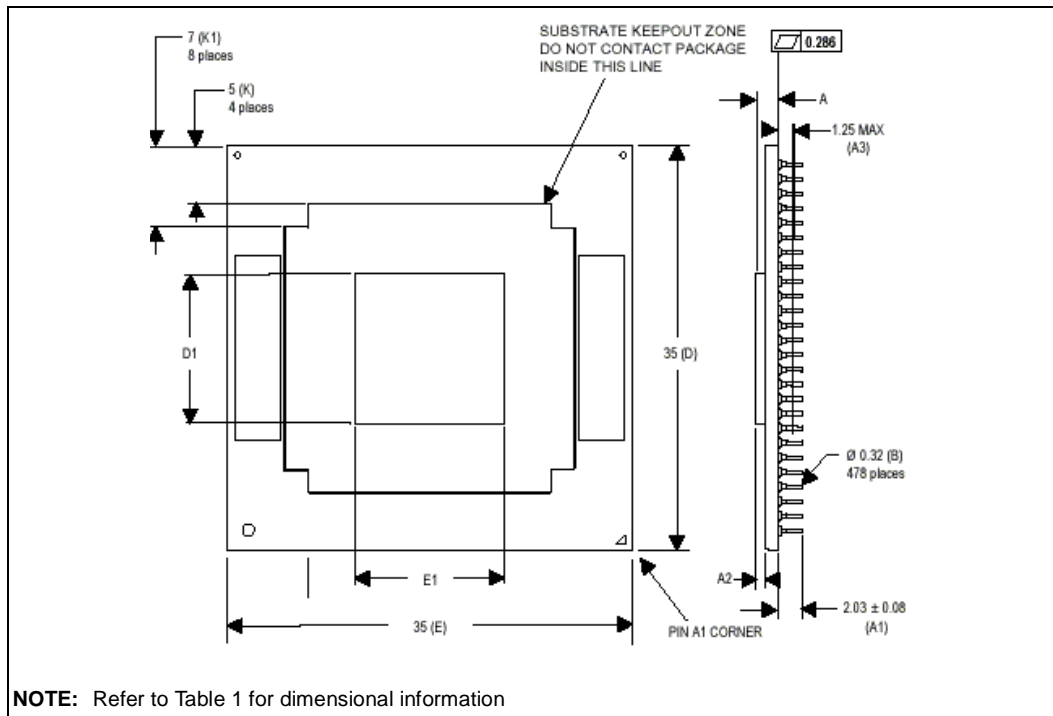 7 (K1)
8 places
5 (K)
4 places
SUBSTRATE KEEPOUT ZONE
DO NOT CONTACT PACKAGE
INSIDE THIS LINE
0.286
A
1.25 MAX
(A3)
D1
35 (D)
Ø 0.32 (B)
478 places
E1
A2
35 (E)
PIN A1 CORNER
2.03 ± 0.08
(A1)
NOTE: Refer to Table 1 for dimensional information